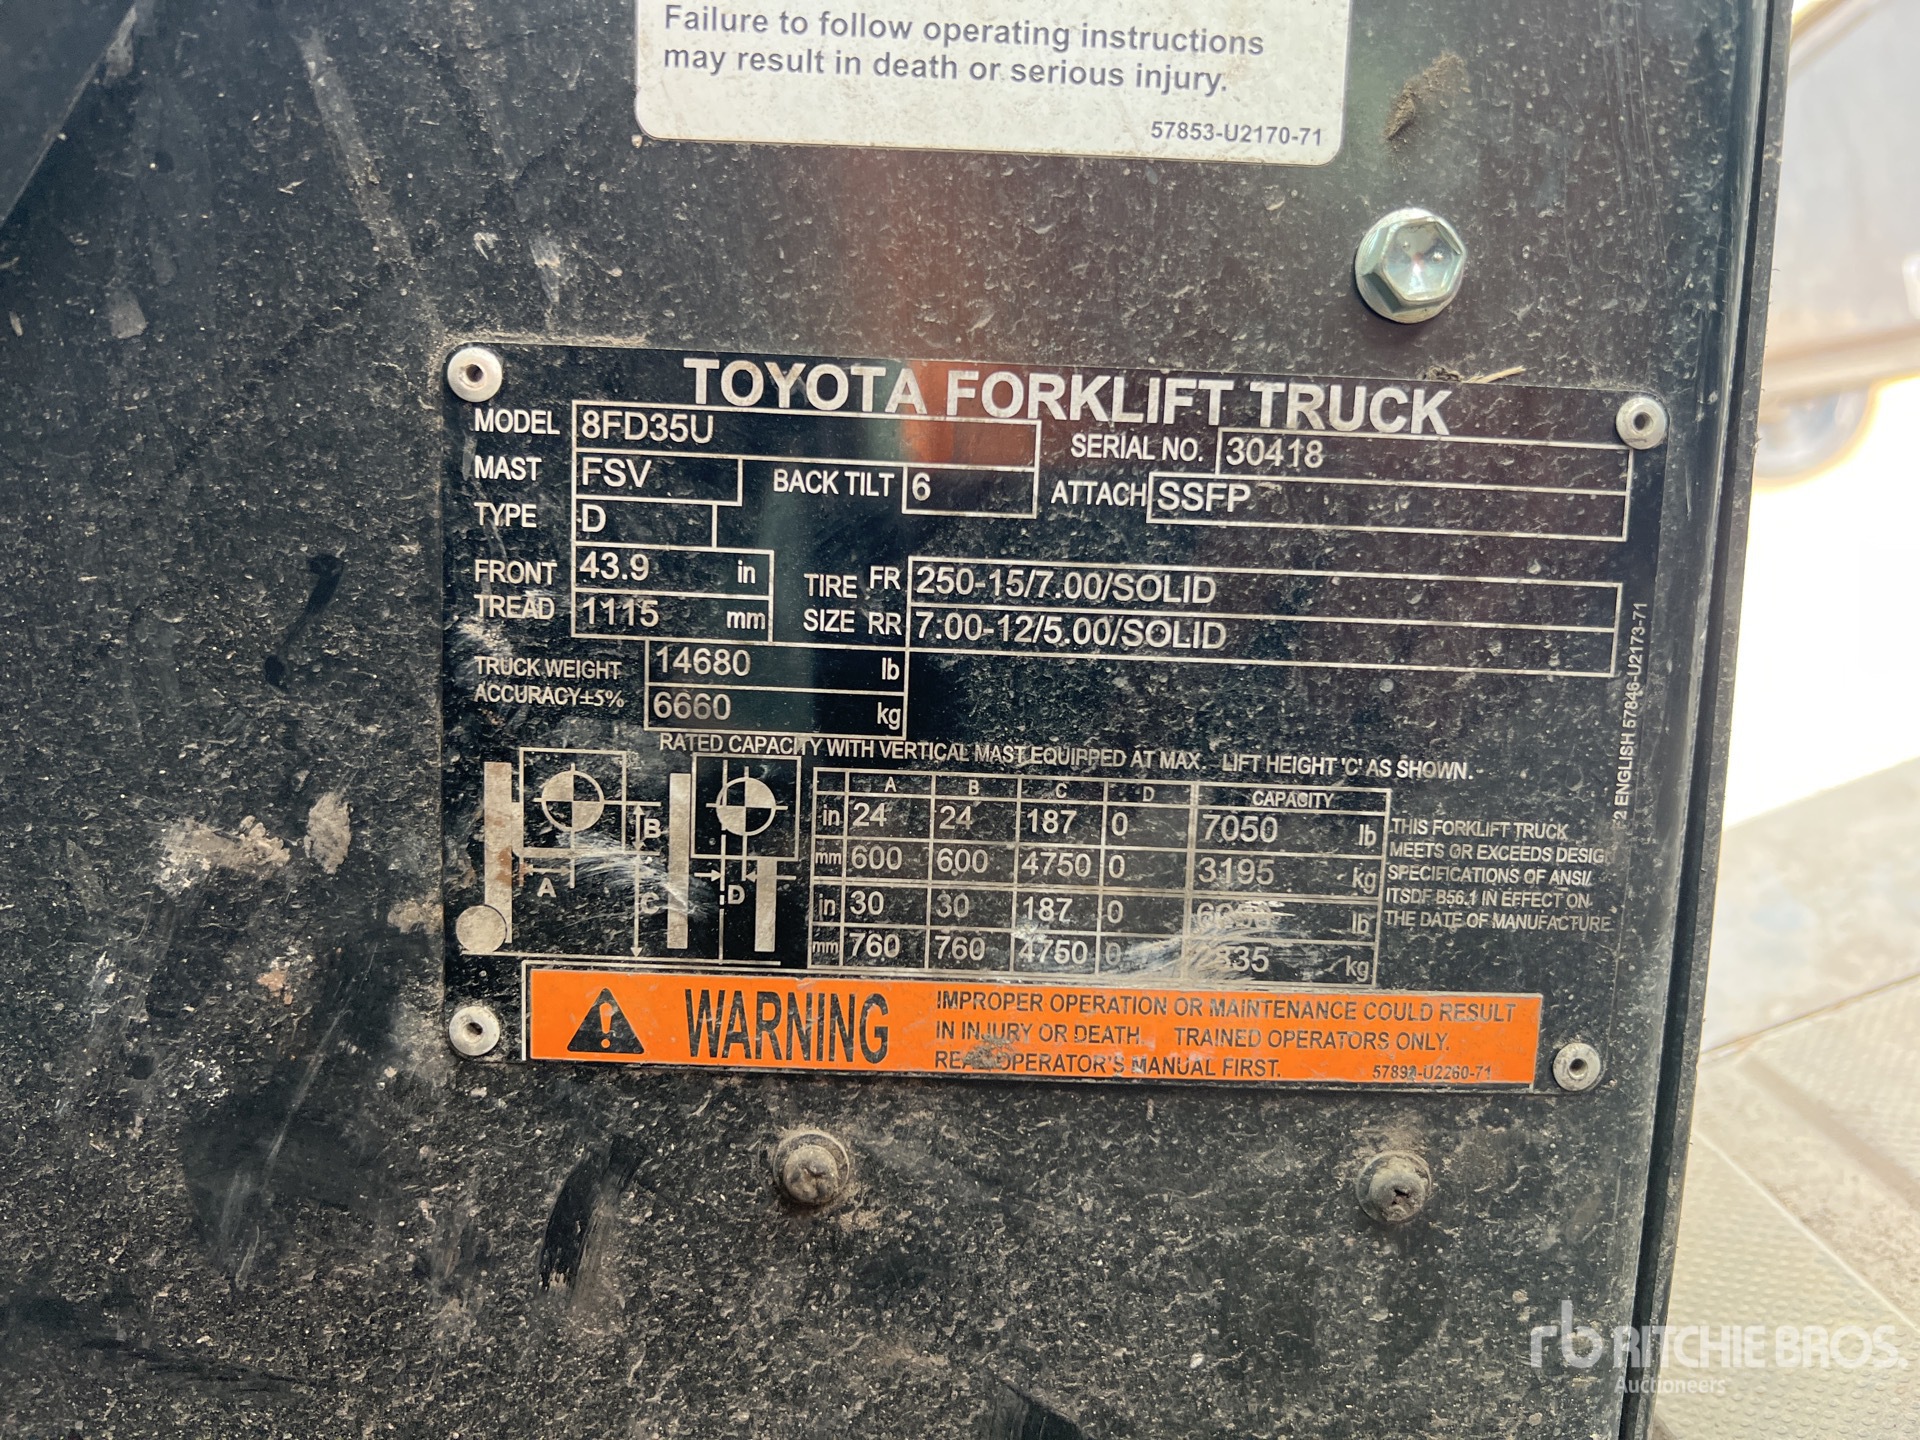 Failure to follow operating instructions
may result in death or serious injury.
57853-U2170-71
TOYOTA FORKLIFT TRUCK
MODEL 8FD35U SERIAL NO. 30418
MAST FSV BACK TILT 6 ATTACH SSFP
TYPE D
FRONT TREAD 43.9 in TIRE SIZE FR 250-15/7.00/SOLID
1115 mm RR 7.00-12/5.00/SOLID
TRUCK WEIGHT 14680 lb
ACCURACY±5% 6660 kg
RATED CAPACITY WITH VERTICAL MAST EQUIPPED AT MAX. LIFT HEIGHT 'C' AS SHOWN.
A B C D CAPACITY
in 24 24 187 0 7050 lb
mm 600 600 4750 0 3195 kg
in 30 30 187 0 lb
mm 760 760 4750 0 kg
B
A C D
THIS FORKLIFT TRUCK
MEETS OR EXCEEDS DESIGN
SPECIFICATIONS OF ANSI/
ITSDF B56.1 IN EFFECT ON
THE DATE OF MANUFACTURE
2 ENGLISH 57846-U2173-71
WARNING
IMPROPER OPERATION OR MAINTENANCE COULD RESULT
IN INJURY OR DEATH. TRAINED OPERATORS ONLY.
READ OPERATOR'S MANUAL FIRST. 57898-U2260-71
rb RITCHIE BROS.
Auctioneers